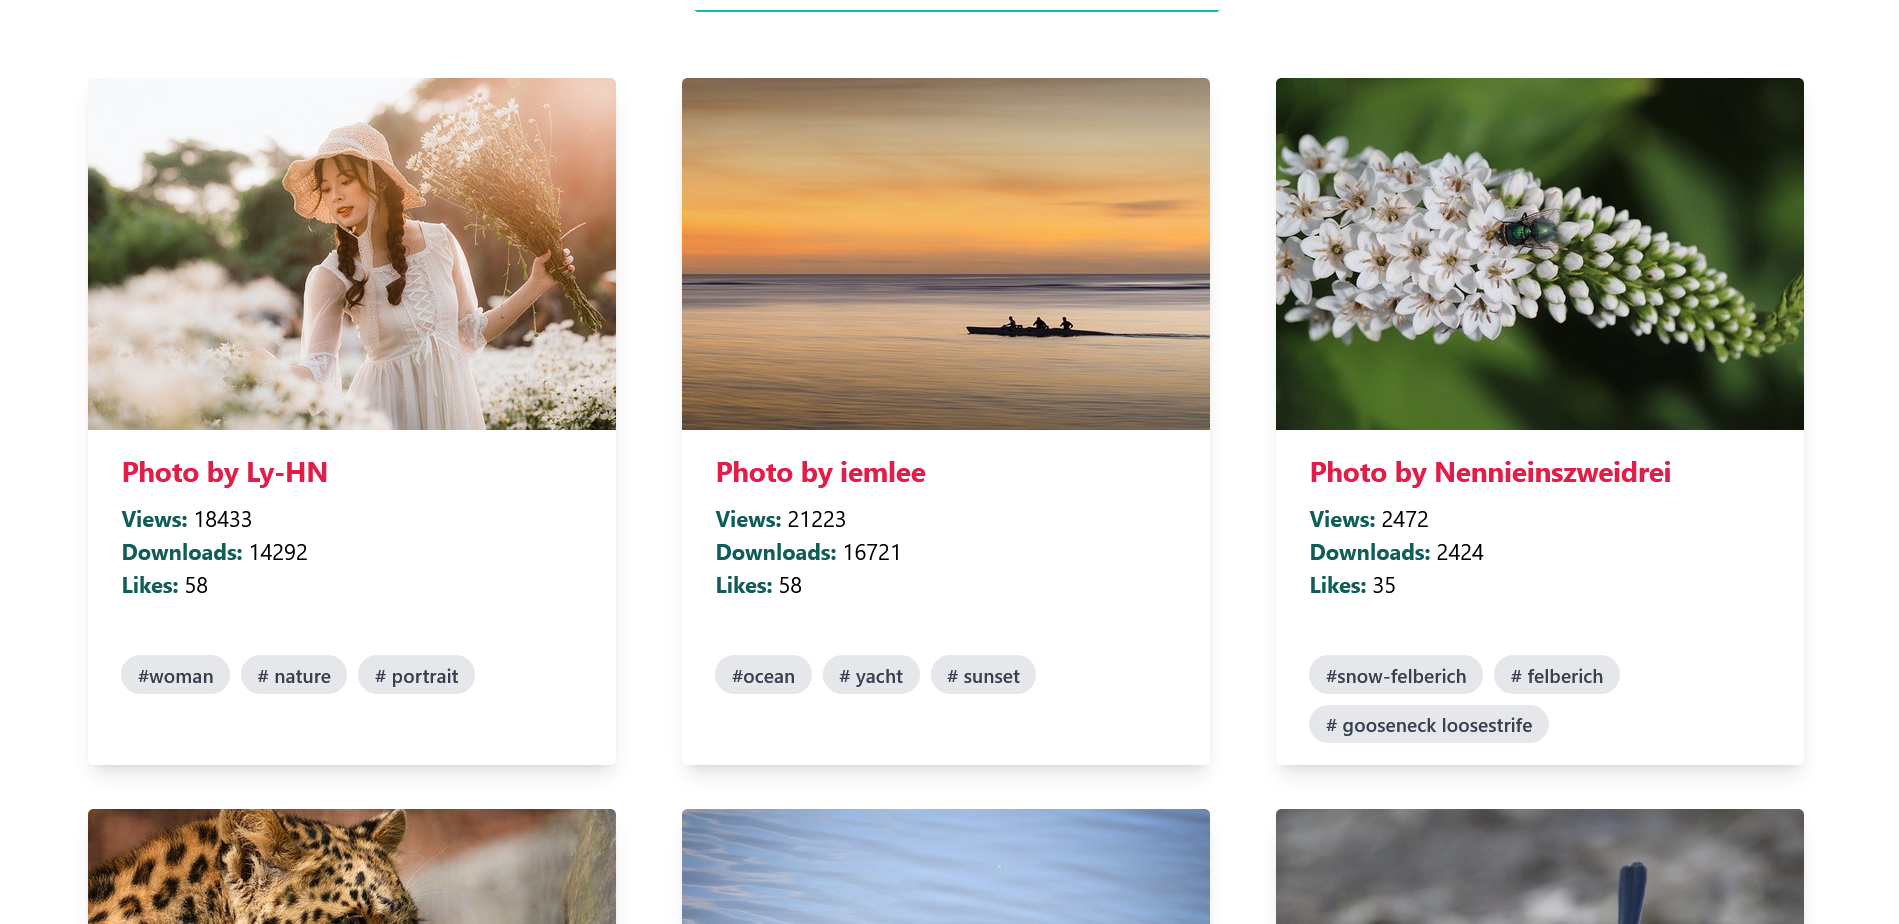 Photo by Ly-HN
Views: 18433
Downloads: 14292
Likes: 58
#woman
# nature
# portrait
Photo by iemlee
Views: 21223
Downloads: 16721
Likes: 58
#ocean
# yacht
# sunset
Photo by Nennieinszweidrei
Views: 2472
Downloads: 2424
Likes: 35
#snow-felberich
# felberich
# gooseneck loosestrife